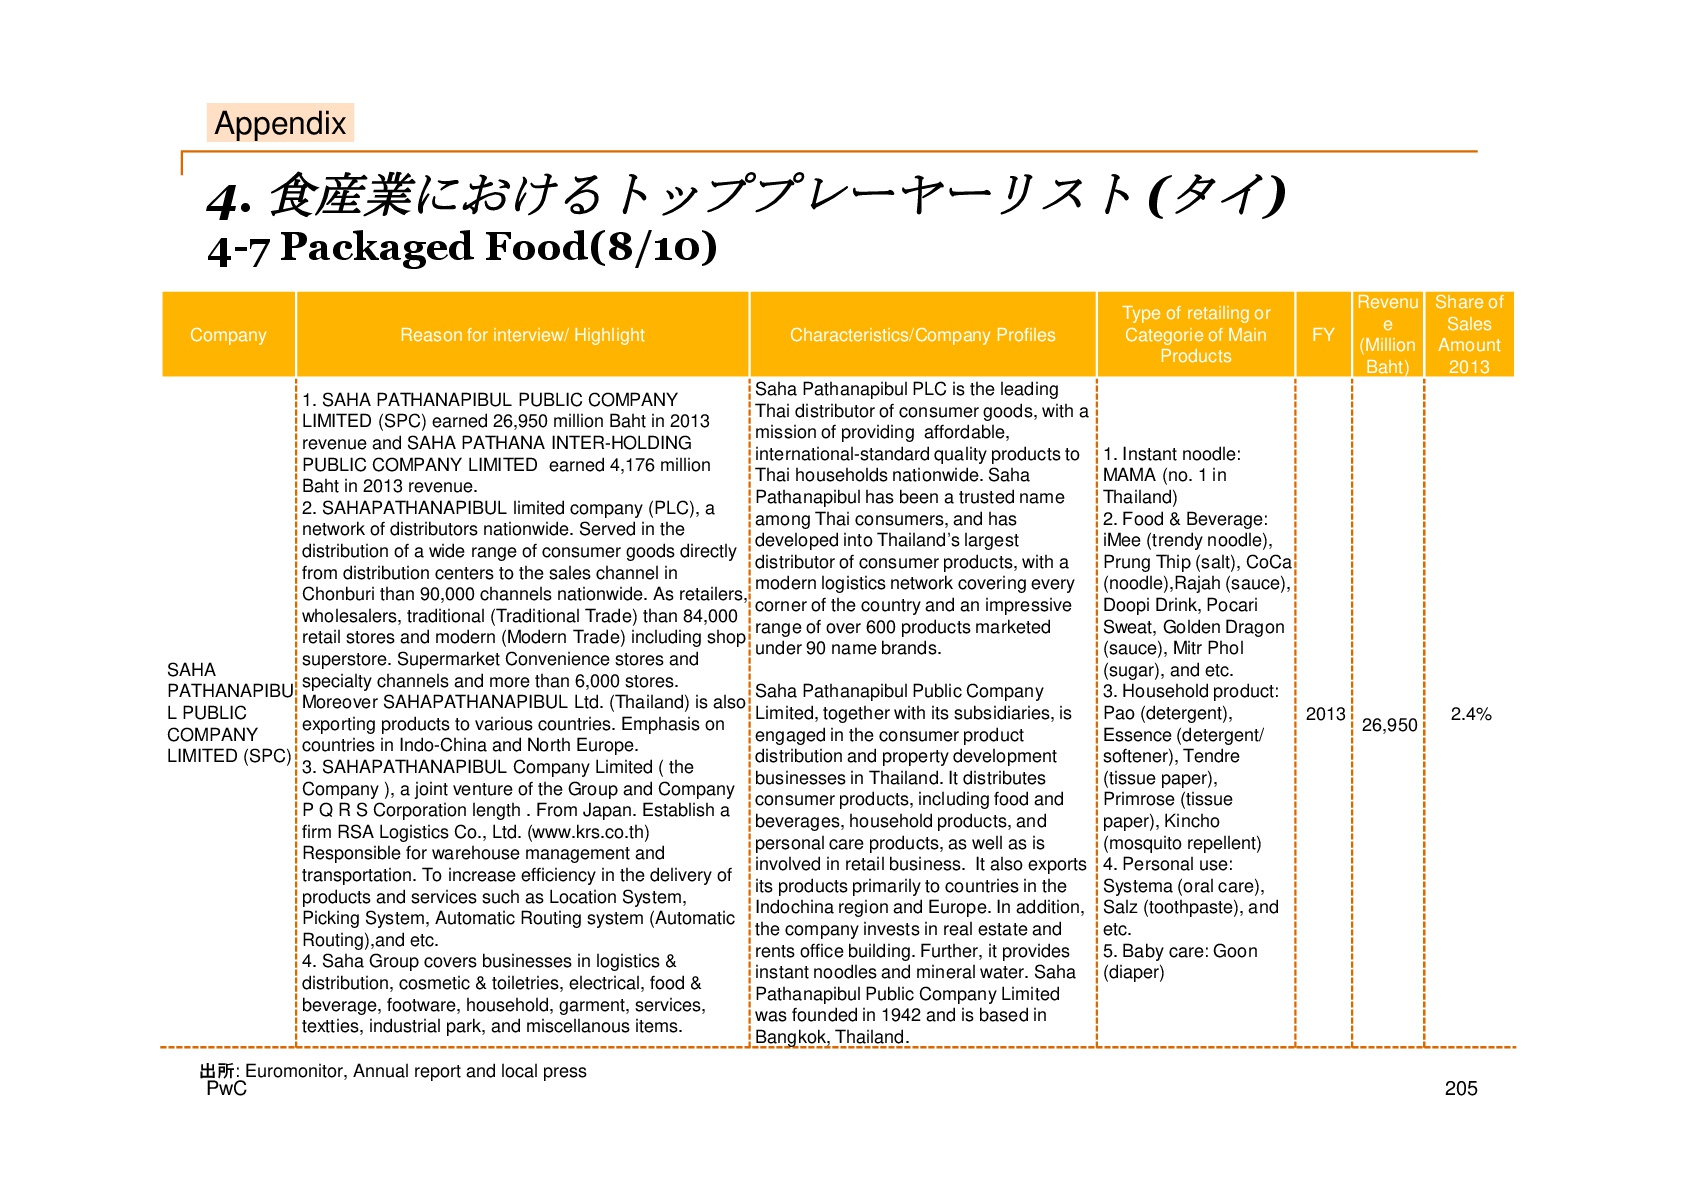 Appendix
4. 食産業におけるトッププレーヤーリスト(タイ)
4-7 Packaged Food(8/10)
Company
Reason for interview/ Highlight
Characteristics/Company Profiles
Type of retailing or
Categorie of Main
Products
FY
Revenu
e
(Million
Baht)
Share of
Sales
Amount
2013
SAHA
PATHANAPIBU
L PUBLIC
COMPANY
LIMITED (SPC)
1. SAHA PATHANAPIBUL PUBLIC COMPANY
LIMITED (SPC) earned 26,950 million Baht in 2013
revenue and SAHA PATHANA INTER-HOLDING
PUBLIC COMPANY LIMITED  earned 4,176 million
Baht in 2013 revenue.
2. SAHAPATHANAPIBUL limited company (PLC), a
network of distributors nationwide. Served in the
distribution of a wide range of consumer goods directly
from distribution centers to the sales channel in
Chonburi than 90,000 channels nationwide. As retailers,
wholesalers, traditional (Traditional Trade) than 84,000
retail stores and modern (Modern Trade) including shop
superstore. Supermarket Convenience stores and
specialty channels and more than 6,000 stores.
Moreover SAHAPATHANAPIBUL Ltd. (Thailand) is also
exporting products to various countries. Emphasis on
countries in Indo-China and North Europe.
3. SAHAPATHANAPIBUL Company Limited ( the
Company ), a joint venture of the Group and Company
P Q R S Corporation length . From Japan. Establish a
firm RSA Logistics Co., Ltd. (www.krs.co.th)
Responsible for warehouse management and
transportation. To increase efficiency in the delivery of
products and services such as Location System,
Picking System, Automatic Routing system (Automatic
Routing),and etc.
4. Saha Group covers businesses in logistics &
distribution, cosmetic & toiletries, electrical, food &
beverage, footware, household, garment, services,
textties, industrial park, and miscellanous items.
Saha Pathanapibul PLC is the leading
Thai distributor of consumer goods, with a
mission of providing  affordable,
international-standard quality products to
Thai households nationwide. Saha
Pathanapibul has been a trusted name
among Thai consumers, and has
developed into Thailand’s largest
distributor of consumer products, with a
modern logistics network covering every
corner of the country and an impressive
range of over 600 products marketed
under 90 name brands.
Saha Pathanapibul Public Company
Limited, together with its subsidiaries, is
engaged in the consumer product
distribution and property development
businesses in Thailand. It distributes
consumer products, including food and
beverages, household products, and
personal care products, as well as is
involved in retail business.  It also exports
its products primarily to countries in the
Indochina region and Europe. In addition,
the company invests in real estate and
rents office building. Further, it provides
instant noodles and mineral water. Saha
Pathanapibul Public Company Limited
was founded in 1942 and is based in
Bangkok, Thailand.
1. Instant noodle:
MAMA (no. 1 in
Thailand)
2. Food & Beverage:
iMee (trendy noodle),
Prung Thip (salt), CoCa
(noodle),Rajah (sauce),
Doopi Drink, Pocari
Sweat, Golden Dragon
(sauce), Mitr Phol
(sugar), and etc.
3. Household product:
Pao (detergent),
Essence (detergent/
softener), Tendre
(tissue paper),
Primrose (tissue
paper), Kincho
(mosquito repellent)
4. Personal use:
Systema (oral care),
Salz (toothpaste), and
etc.
5. Baby care: Goon
(diaper)
2013
26,950
2.4%
出所: Euromonitor, Annual report and local press
PwC
205